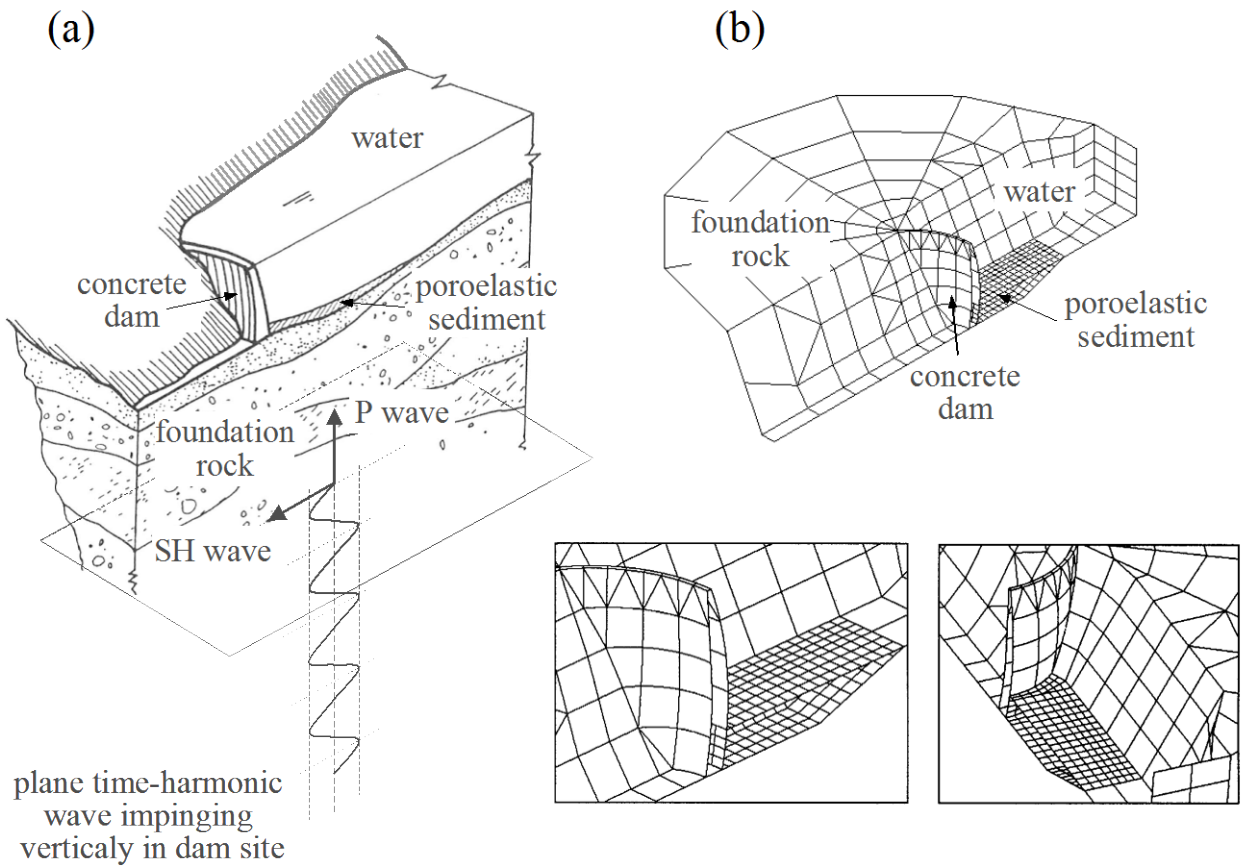 (a)
water
concrete
dam
poroelastic
sediment
P wave
foundation
rock
SH wave
plane time-harmonic
wave impinging
verticaly in dam site
(b)
water
foundation
rock
poroelastic
sediment
concrete
dam